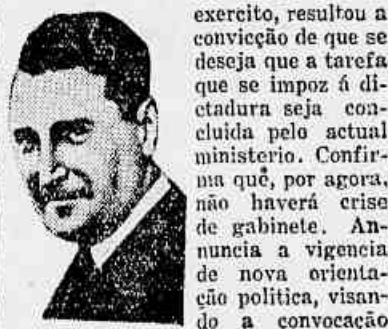 exercito, resultou a
convicção de que se
deseja que a tarefa
que se impoz á di-
ctadura seja con-
cluida pelo actual
ministerio. Confir-
ma que, por agora,
não haverá crise
de gabinete. An-
nuncia a vigencia
de nova orienta-
ção politica, visan-
do a convocação